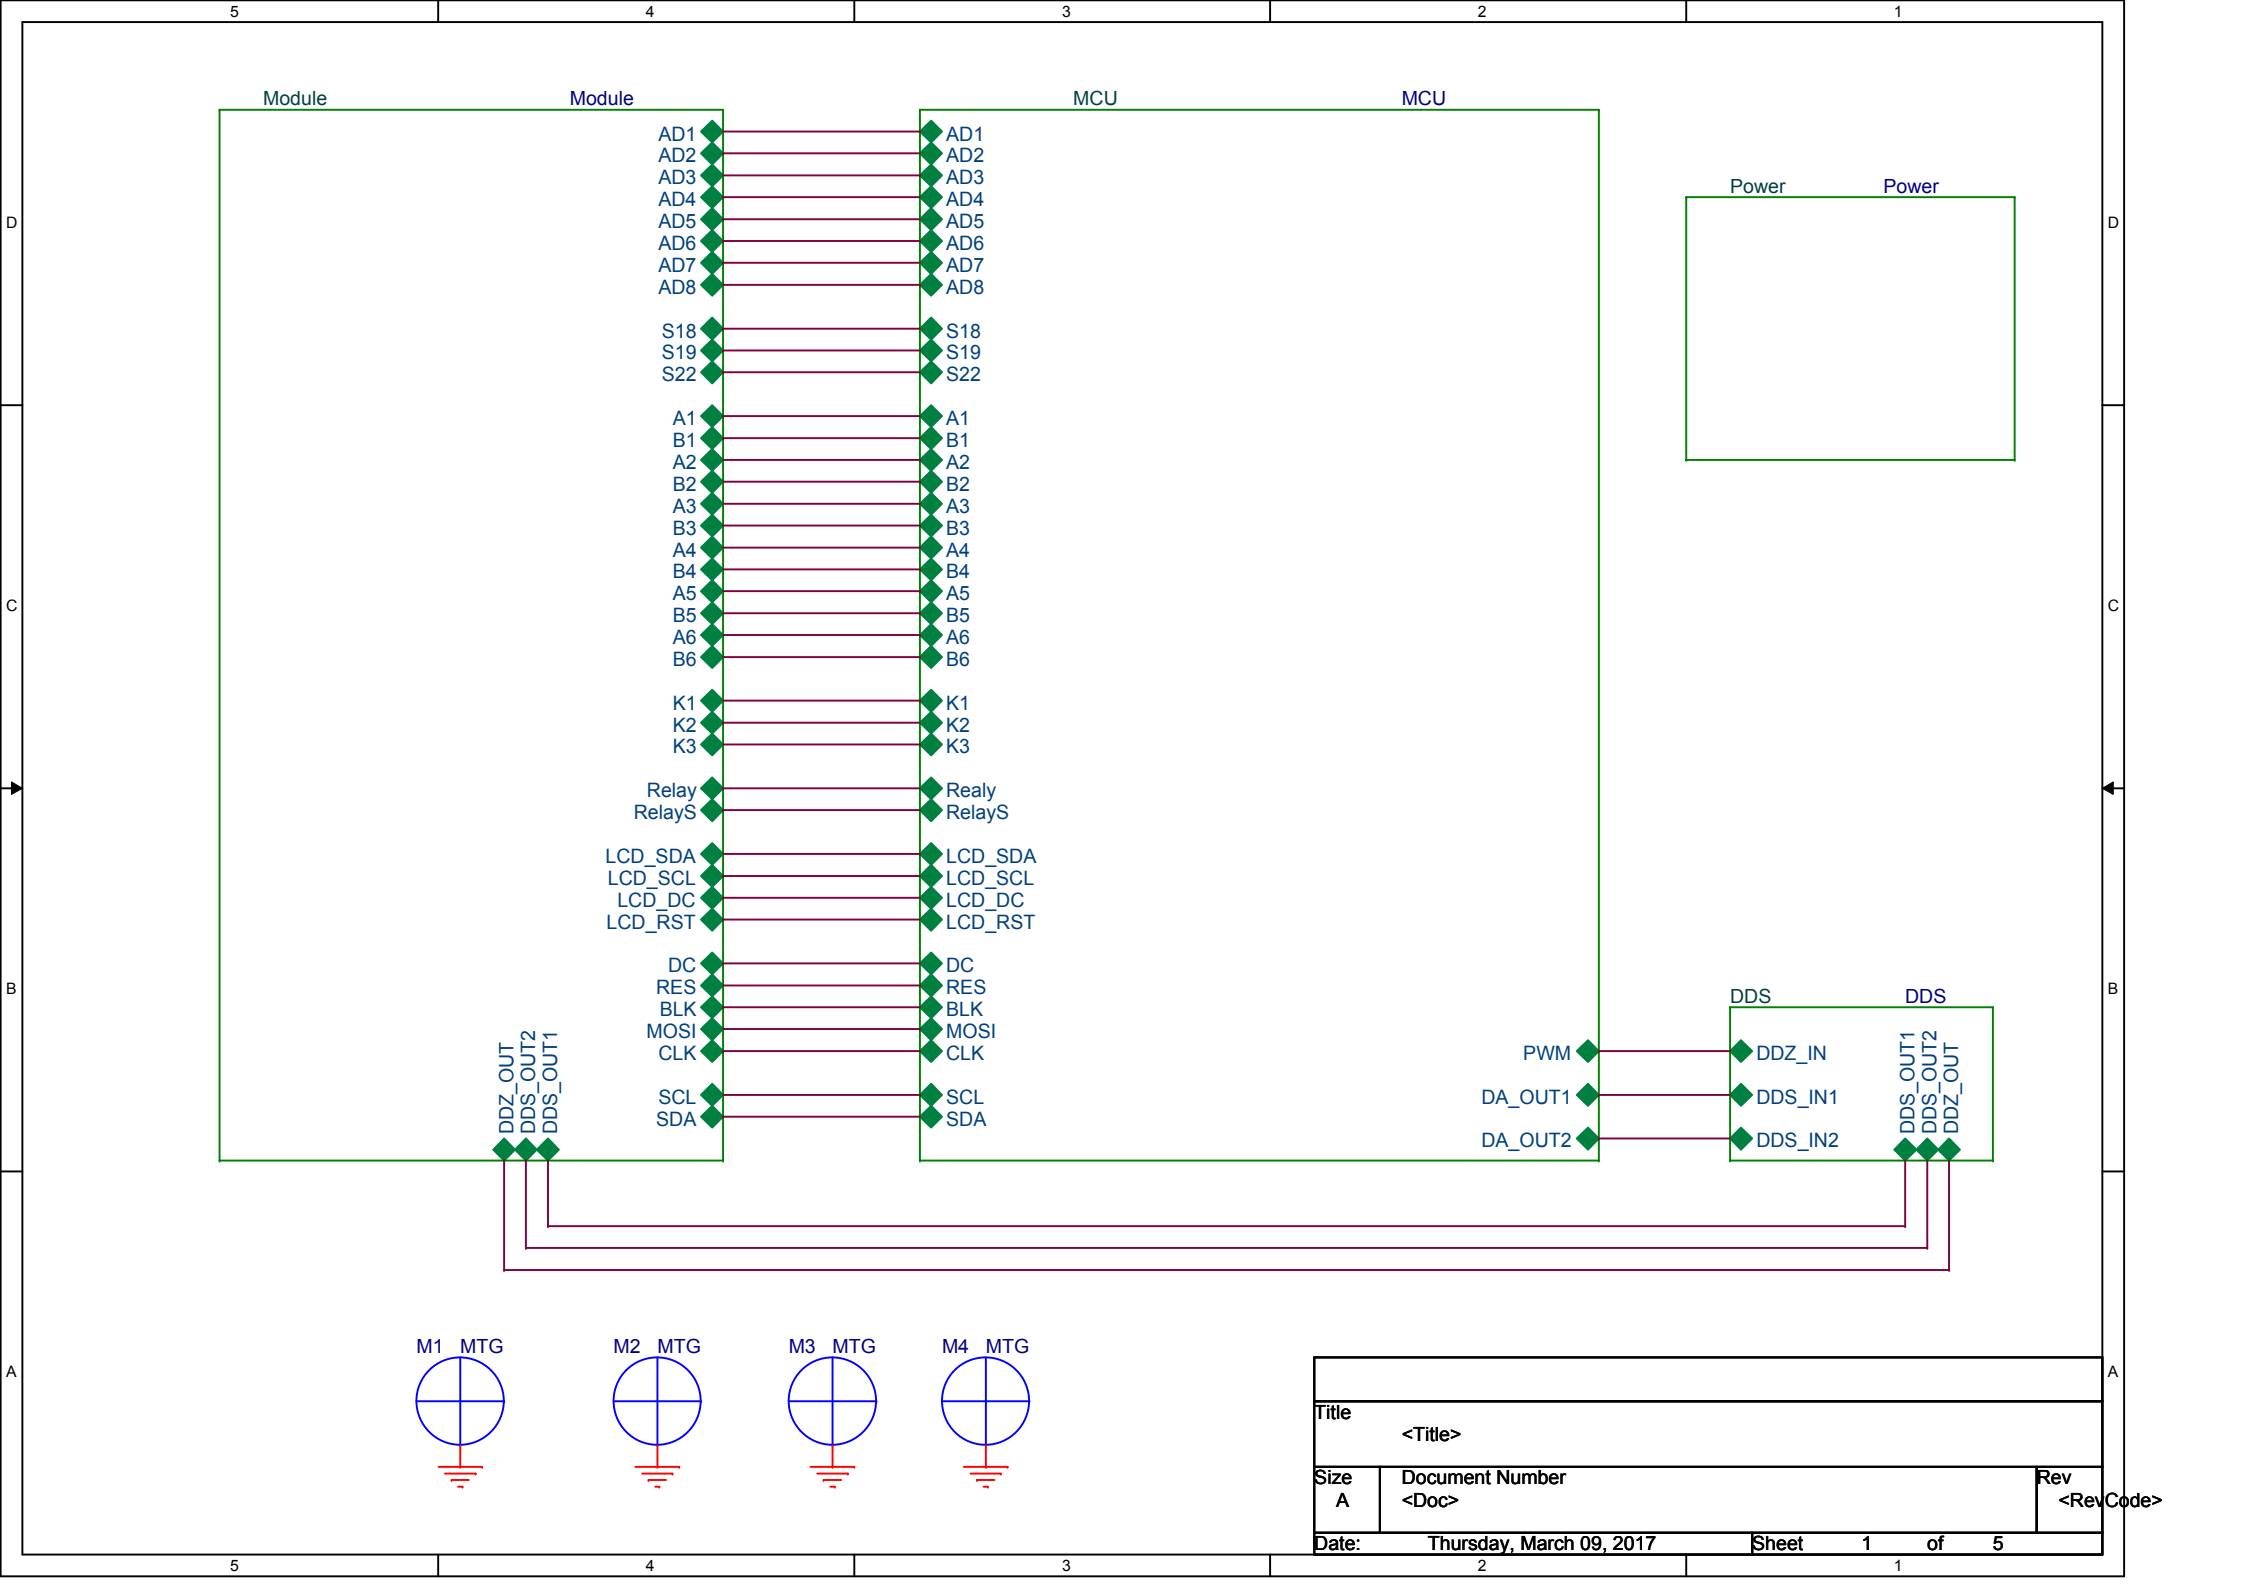 5 4 3 2 1
Module Module MCU MCU
Power Power
D D
C C
B B
A A
AD1 AD1
AD2 AD2
AD3 AD3
AD4 AD4
AD5 AD5
AD6 AD6
AD7 AD7
AD8 AD8
S18 S18
S19 S19
S22 S22
A1 A1
B1 B1
A2 A2
B2 B2
A3 A3
B3 B3
A4 A4
B4 B4
A5 A5
B5 B5
A6 A6
B6 B6
K1 K1
K2 K2
K3 K3
Relay Realy
RelayS RelayS
LCD_SDA LCD_SDA
LCD_SCL LCD_SCL
LCD_DC LCD_DC
LCD_RST LCD_RST
DC DC
RES RES
BLK BLK
MOSI MOSI
CLK CLK
SCL SCL
SDA SDA
DDZ_OUT
DDS_OUT2
DDS_OUT1
PWM
DA_OUT1
DA_OUT2
DDS DDS
DDZ_IN
DDS_IN1
DDS_IN2
DDS_OUT1
DDS_OUT2
DDZ_OUT
M1 MTG M2 MTG M3 MTG M4 MTG
Title
<Title>
Size Document Number Rev
A <Doc> <RevCode>
Date: Thursday, March 09, 2017 Sheet 1 of 5
5 4 3 2 1